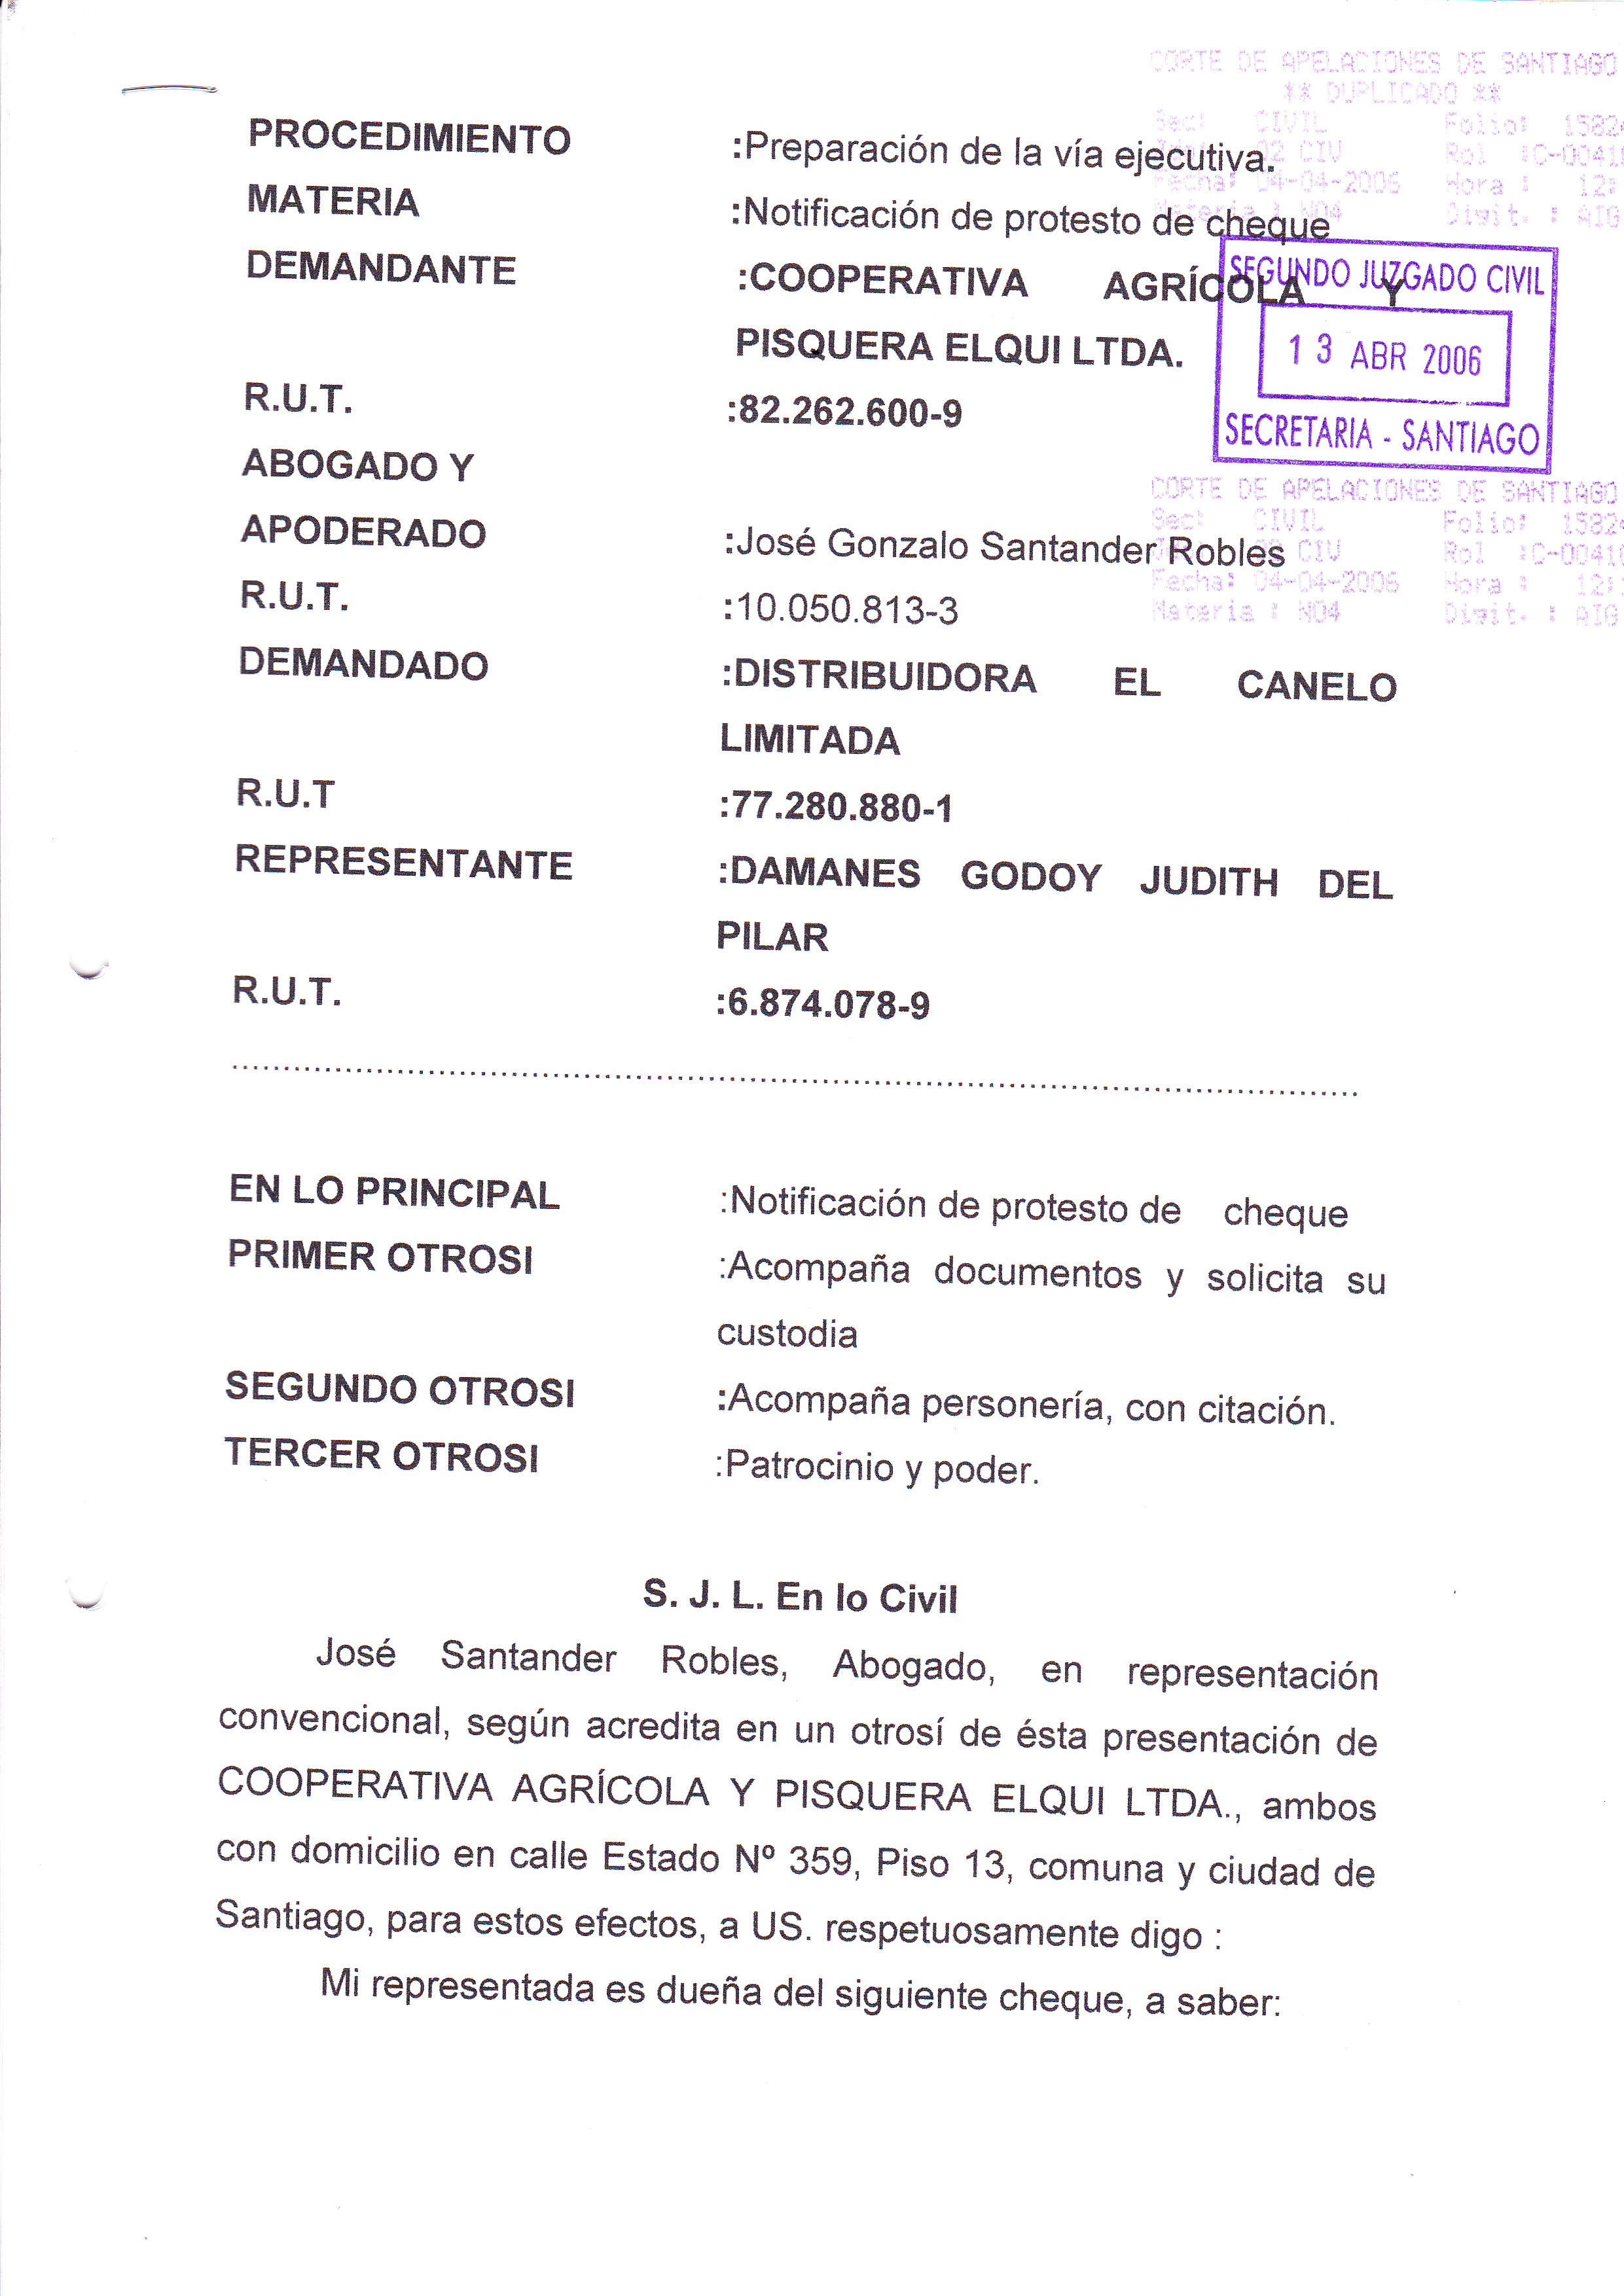 CORTE DE APELACIONES DE SANTIAGO
** DUPLICADO **
Sec: CIVIL Folio: 1582
02 CIV Rol :C-0041
Fecha: 04-04-2006 Hora : 12:
Materia : N04 Digit. : AIG
PROCEDIMIENTO :Preparación de la vía ejecutiva.
MATERIA :Notificación de protesto de cheque
DEMANDANTE :COOPERATIVA AGRÍCOLA Y
PISQUERA ELQUI LTDA.
SEGUNDO JUZGADO CIVIL
13 ABR 2006
SECRETARIA - SANTIAGO
R.U.T. :82.262.600-9
ABOGADO Y
APODERADO :José Gonzalo Santander Robles
CORTE DE APELACIONES DE SANTIAGO
Sec: CIVIL Folio: 1582
CIV Rol :C-0041
Fecha: 04-04-2006 Hora : 12:
Materia : N04 Digit. : AIG
R.U.T. :10.050.813-3
DEMANDADO :DISTRIBUIDORA EL CANELO
LIMITADA
R.U.T :77.280.880-1
REPRESENTANTE :DAMANES GODOY JUDITH DEL
PILAR
R.U.T. :6.874.078-9
EN LO PRINCIPAL :Notificación de protesto de cheque
PRIMER OTROSI :Acompaña documentos y solicita su
custodia
SEGUNDO OTROSI :Acompaña personería, con citación.
TERCER OTROSI :Patrocinio y poder.
S. J. L. En lo Civil
José Santander Robles, Abogado, en representación
convencional, según acredita en un otrosí de ésta presentación de
COOPERATIVA AGRÍCOLA Y PISQUERA ELQUI LTDA., ambos
con domicilio en calle Estado Nº 359, Piso 13, comuna y ciudad de
Santiago, para estos efectos, a US. respetuosamente digo :
Mi representada es dueña del siguiente cheque, a saber: